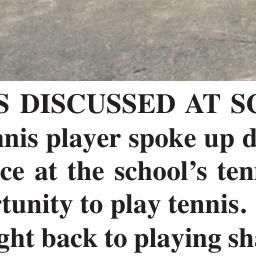 S DISCUSSED AT SC
nnis player spoke up d
ce at the school's ten
rtunity to play tennis.
ght back to playing sha